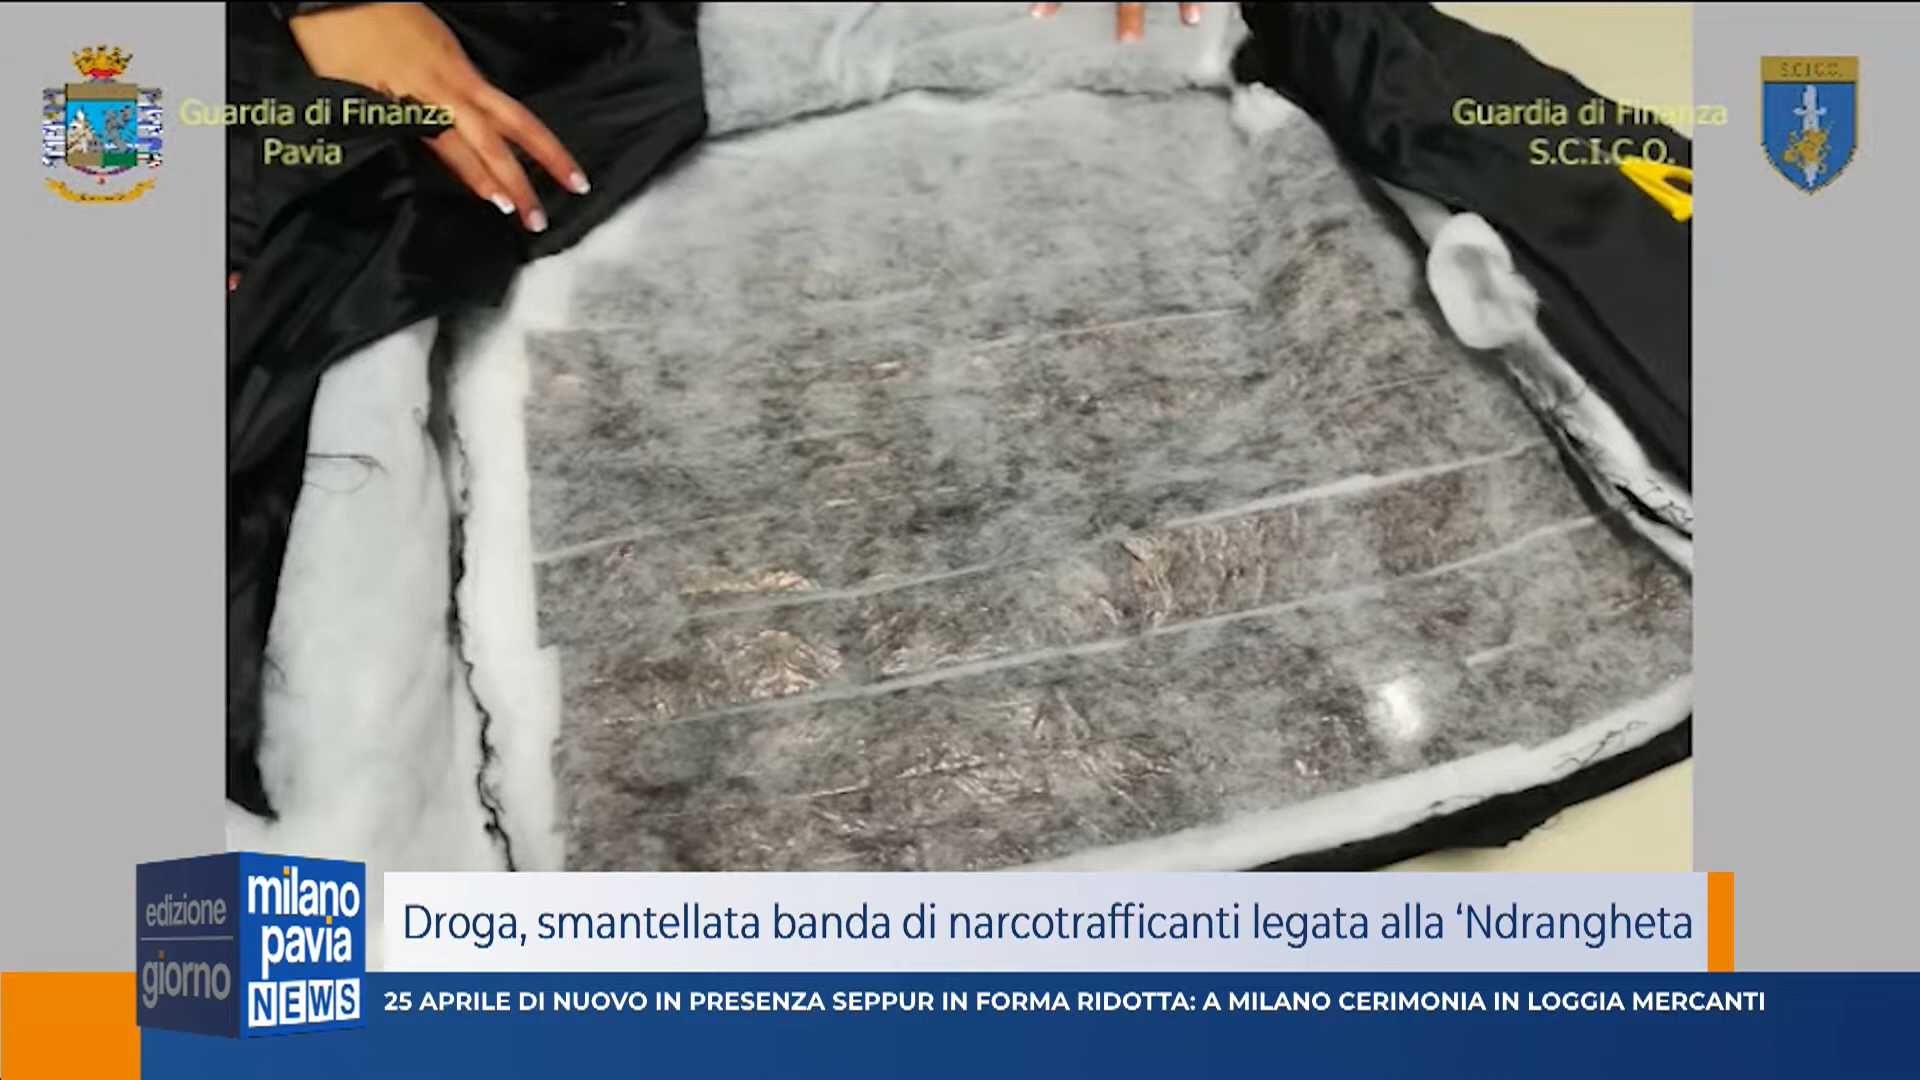 Guardia di Finanza
Pavia
Guardia di Finanza
S.C.I.C.O.
S.C.I.C.O.
edizione
giorno
milano
pavia
NEWS
Droga, smantellata banda di narcotrafficanti legata alla ‘Ndrangheta
25 APRILE DI NUOVO IN PRESENZA SEPPUR IN FORMA RIDOTTA: A MILANO CERIMONIA IN LOGGIA MERCANTI